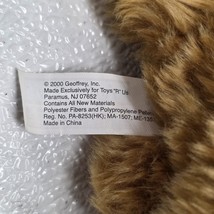 © 2000 Geoffrey, Inc.
Made Exclusively for Toys "R" Us
Paramus, NJ 07652
Contains All New Materials
Polyester Fibers and Polypropylene
Reg. No. PA-8253(HK); MA-1507;
Made in China